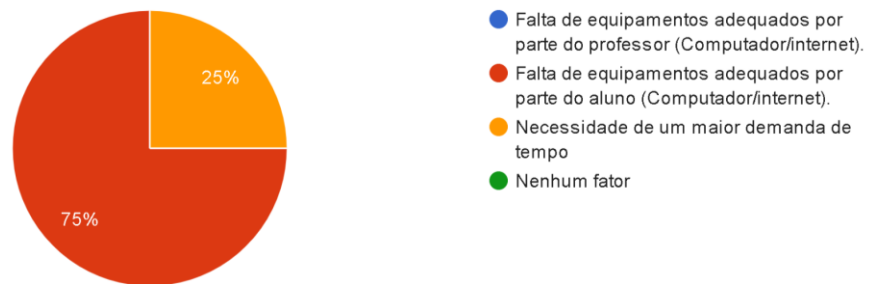 25%
75%
Falta de equipamentos adequados por
parte do professor (Computador/internet).
Falta de equipamentos adequados por
parte do aluno (Computador/internet).
Necessidade de um maior demanda de
tempo
Nenhum fator